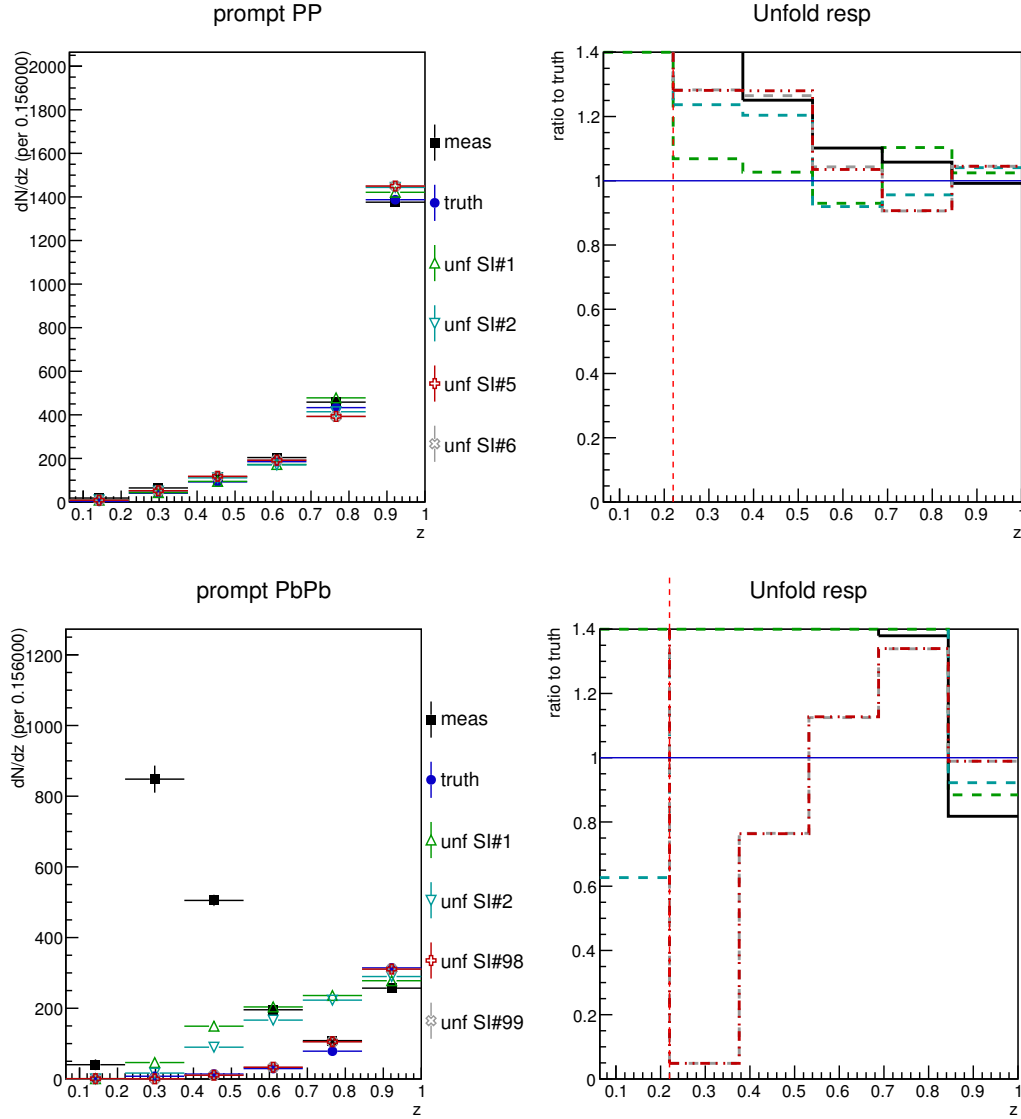 prompt PP
dN/dz (per 0.156000)
2000
1800
1600
1400
1200
1000
800
600
400
200
0
0.1 0.2 0.3 0.4 0.5 0.6 0.7 0.8 0.9 1
z
meas
truth
unf SI#1
unf SI#2
unf SI#5
unf SI#6
Unfold resp
ratio to truth
1.4
1.2
1
0.8
0.6
0.4
0.2
0
0.1 0.2 0.3 0.4 0.5 0.6 0.7 0.8 0.9 1
z
prompt PbPb
dN/dz (per 0.156000)
1200
1000
800
600
400
200
0
0.1 0.2 0.3 0.4 0.5 0.6 0.7 0.8 0.9 1
z
meas
truth
unf SI#1
unf SI#2
unf SI#98
unf SI#99
Unfold resp
ratio to truth
1.4
1.2
1
0.8
0.6
0.4
0.2
0
0.1 0.2 0.3 0.4 0.5 0.6 0.7 0.8 0.9 1
z